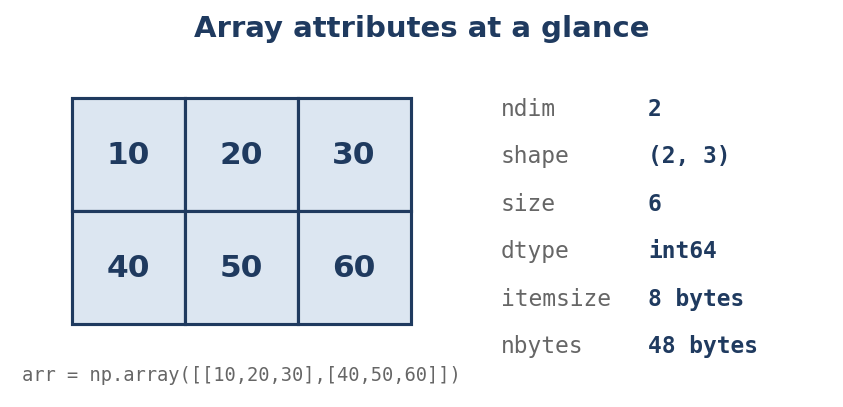 Array attributes at a glance
10 20 30
40 50 60
arr = np.array([[10,20,30],[40,50,60]])
ndim 2
shape (2, 3)
size 6
dtype int64
itemsize 8 bytes
nbytes 48 bytes